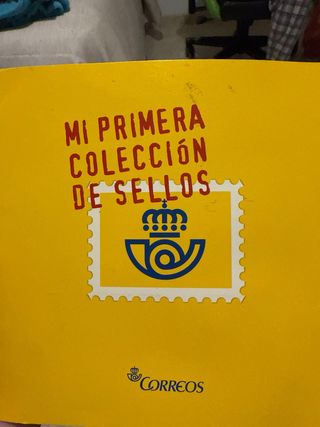 Mi PRIMERA
COLECCIÓN
DE SELLOS
CORREOS